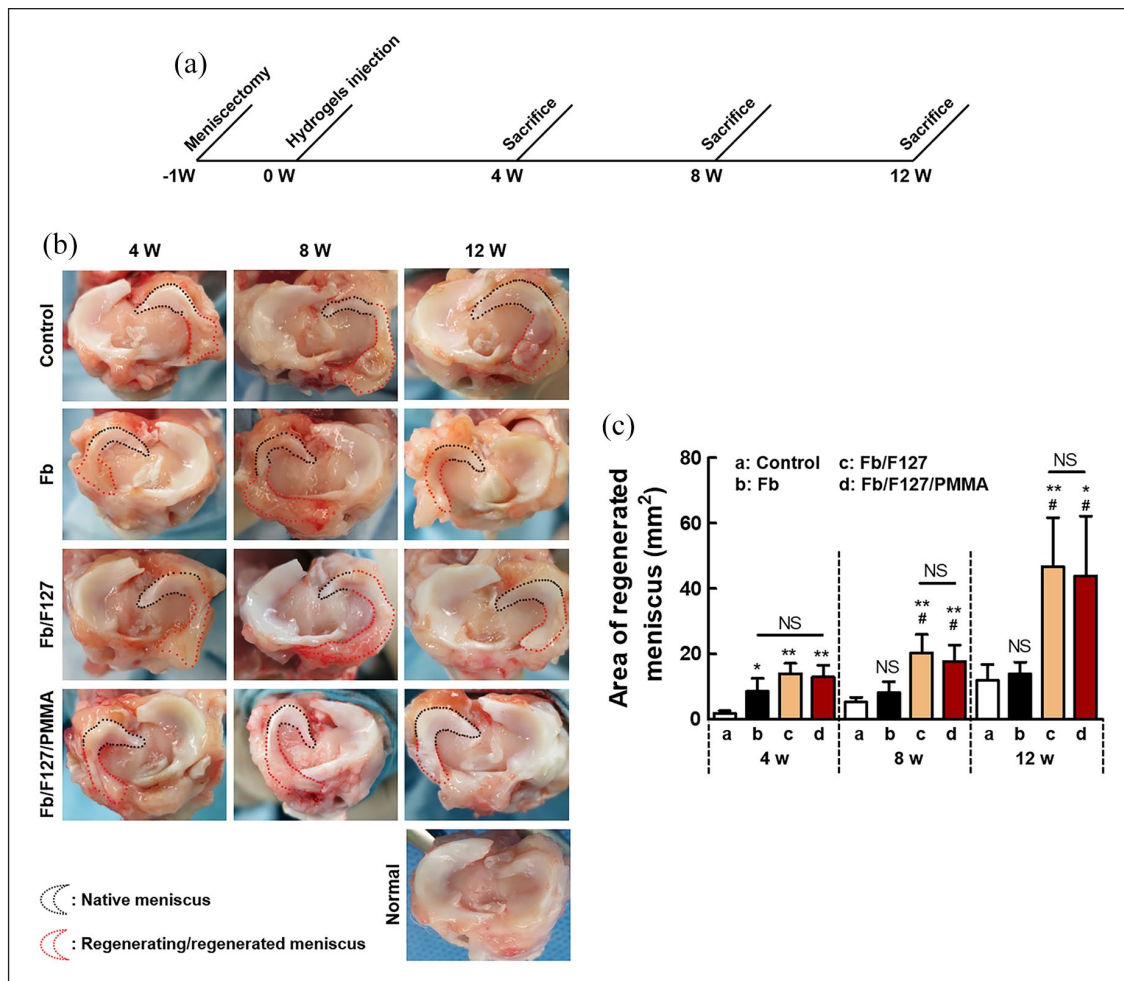 (a)
Meniscectomy
Hydrogels injection
Sacrifice
Sacrifice
Sacrifice
-1W
0 W
4 W
8 W
12 W
(b)
4 W
8 W
12 W
Control
Fb
Fb/F127
Fb/F127/PMMA
Normal
: Native meniscus
: Regenerating/regenerated meniscus
(c)
Area of regenerated
meniscus (mm²)
80
60
40
20
0
a: Control
c: Fb/F127
b: Fb
d: Fb/F127/PMMA
NS
*
**
**
NS
NS
**
#
**
#
NS
NS
**
#
*
#
a b c d
a b c d
a b c d
4 w
8 w
12 w